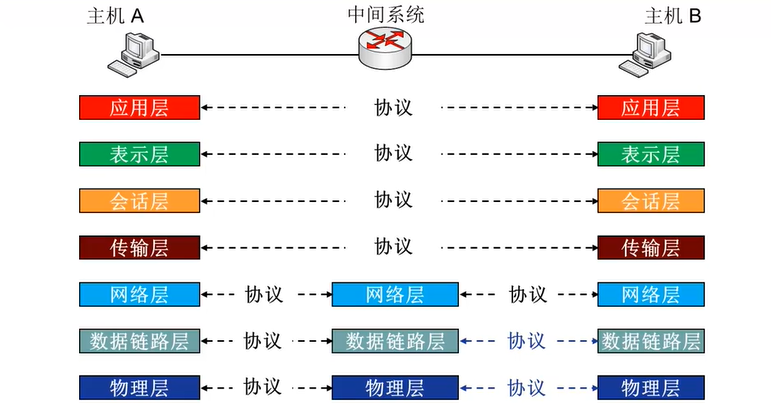 主机 A 中间系统 主机 B
应用层 协议 应用层
表示层 协议 表示层
会话层 协议 会话层
传输层 协议 传输层
网络层 协议 网络层 协议 网络层
数据链路层 协议 数据链路层 协议 数据链路层
物理层 协议 物理层 协议 物理层